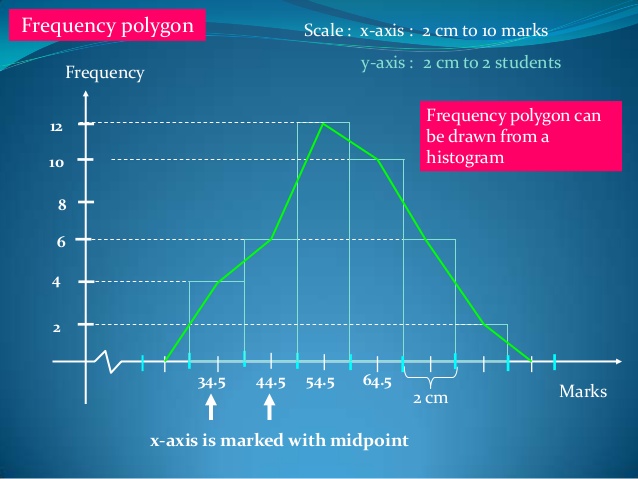 Frequency polygon
Scale : x-axis : 2 cm to 10 marks
y-axis : 2 cm to 2 students
Frequency
Frequency polygon can
be drawn from a
histogram
12
10
8
6
4
2
34.5 44.5 54.5 64.5
2 cm
Marks
x-axis is marked with midpoint